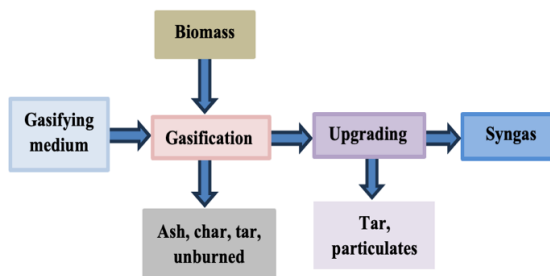 Biomass
Gasifying
medium
Gasification
Upgrading
Syngas
Ash, char, tar,
unburned
Tar,
particulates